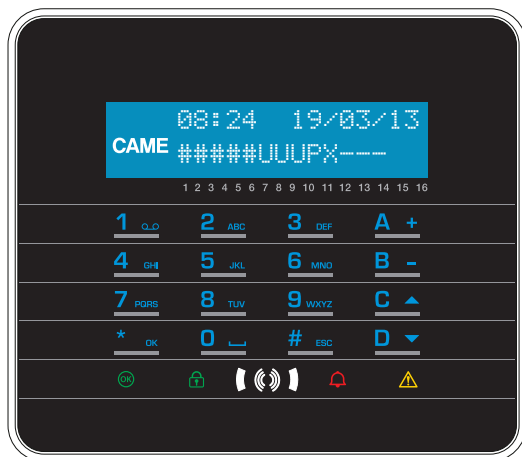 08:24 19/03/13
CAME #####UUUPX---
1 2 3 4 5 6 7 8 9 10 11 12 13 14 15 16
1 2 ABC 3 DEF A +
4 GHI 5 JKL 6 MNO B -
7 PQRS 8 TUV 9 WXYZ C
* OK 0 # ESC D
OK